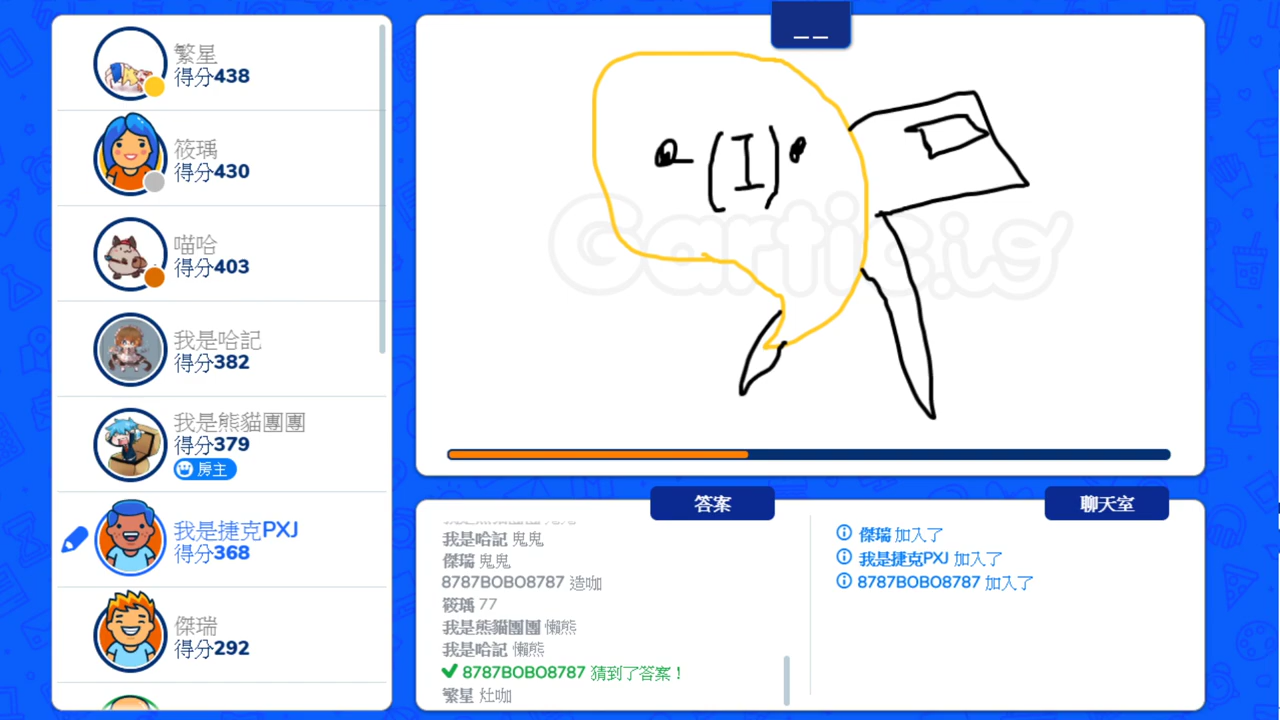 繁星
得分438
筱瑀
得分430
喵哈
得分403
我是哈記
得分382
我是熊貓團團
得分379
房主
我是捷克PXJ
得分368
傑瑞
得分292
(I)
Gartic.io
答案
我是哈記 鬼鬼
傑瑞 鬼鬼
8787BOBO8787 造咖
筱瑀 77
我是熊貓團團 懶熊
我是哈記 懶熊
8787BOBO8787 猜到了答案！
繁星 灶咖
聊天室
傑瑞 加入了
我是捷克PXJ 加入了
8787BOBO8787 加入了